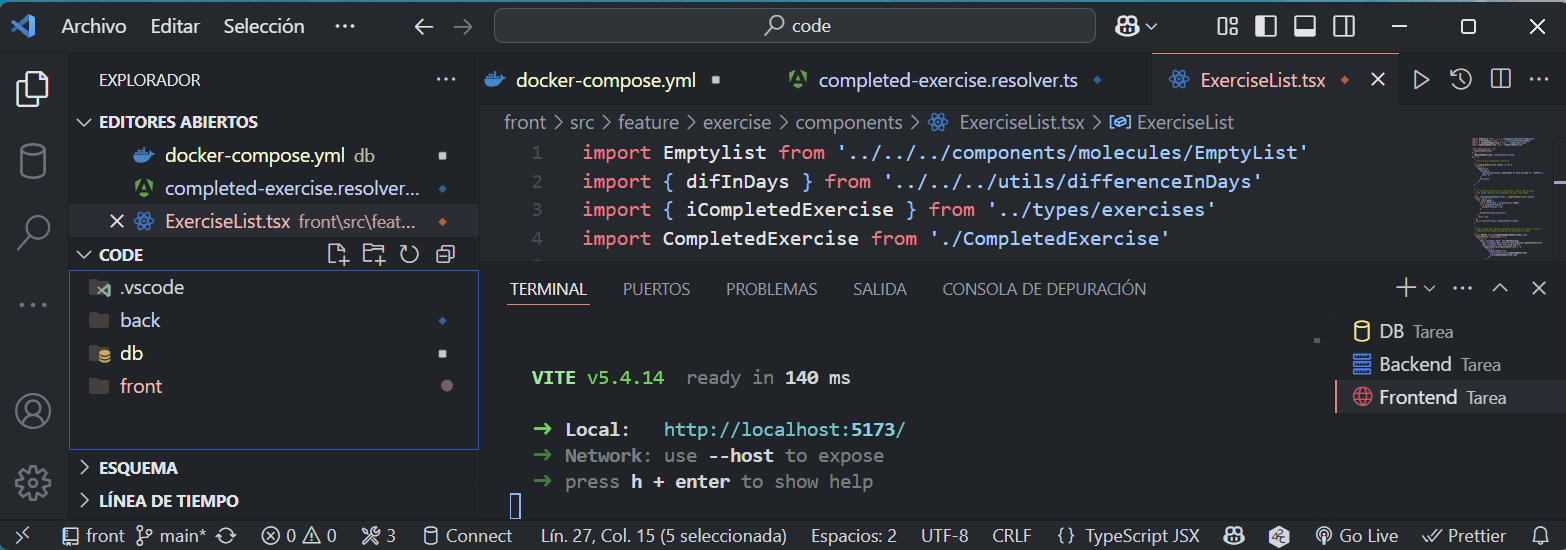 Archivo Editar Selección ··· code
EXPLORADOR ···
EDITORES ABIERTOS
docker-compose.yml db
completed-exercise.resolver...
ExerciseList.tsx front\src\feat...
CODE
.vscode
back
db
front
ESQUEMA
LÍNEA DE TIEMPO
docker-compose.yml completed-exercise.resolver.ts ExerciseList.tsx
front > src > feature > exercise > components > ExerciseList.tsx > ExerciseList
1 import Emptylist from '../../../components/molecules/EmptyList'
2 import { difInDays } from '../../../utils/differenceInDays'
3 import { iCompletedExercise } from '../types/exercises'
4 import CompletedExercise from './CompletedExercise'
TERMINAL PUERTOS PROBLEMAS SALIDA CONSOLA DE DEPURACIÓN
VITE v5.4.14 ready in 140 ms
➜ Local: http://localhost:5173/
➜ Network: use --host to expose
➜ press h + enter to show help
DB Tarea
Backend Tarea
Frontend Tarea
front main* 0 0 3 Connect Lín. 27, Col. 15 (5 seleccionada) Espacios: 2 UTF-8 CRLF {} TypeScript JSX Go Live Prettier